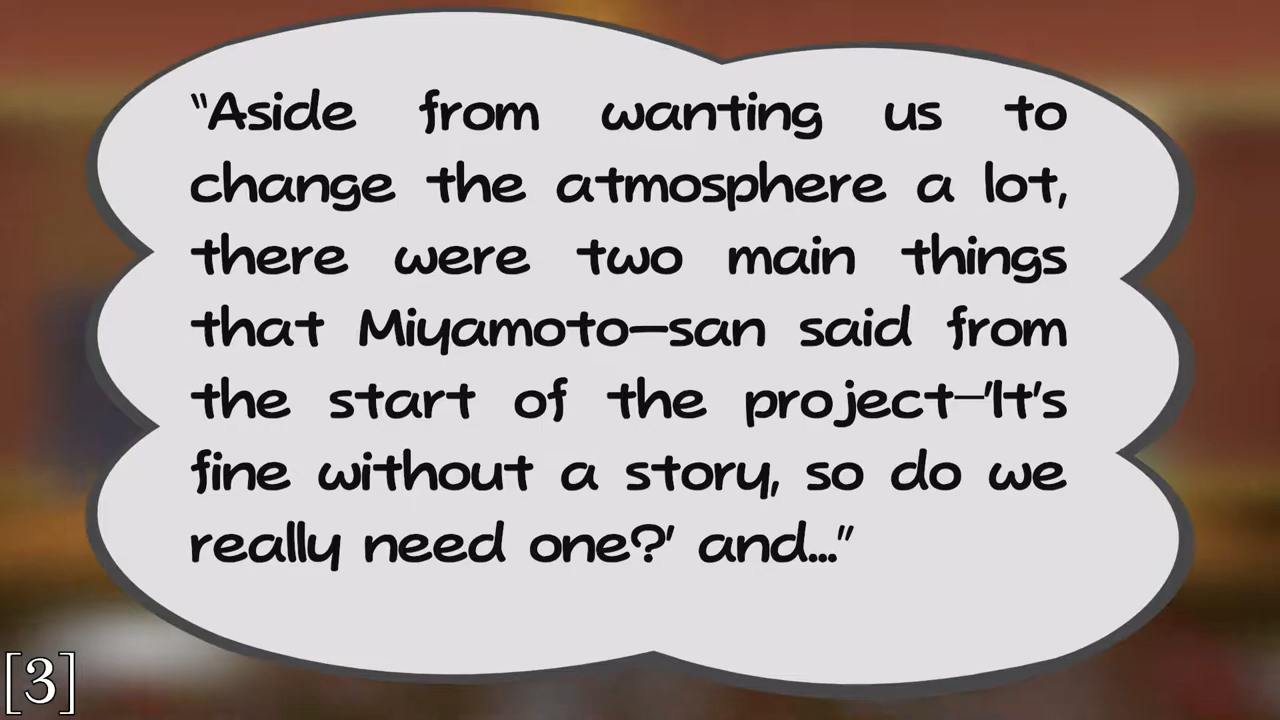 “Aside from wanting us to
change the atmosphere a lot,
there were two main things
that Miyamoto—san said from
the start of the project—'It's
fine without a story, so do we
really need one?' and...”
[3]